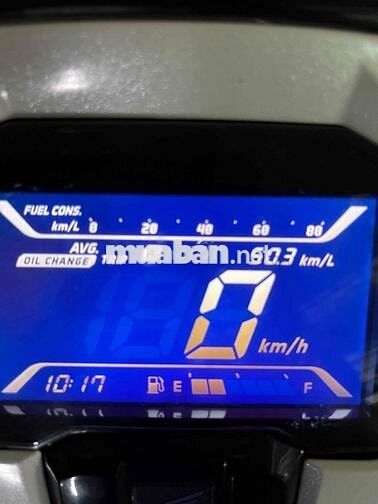 FUEL CONS.
km/L 0 20 40 60 80
AVG.
muaban.net
OIL CHANGE
60.3 km/L
0 km/h
10:17 E F